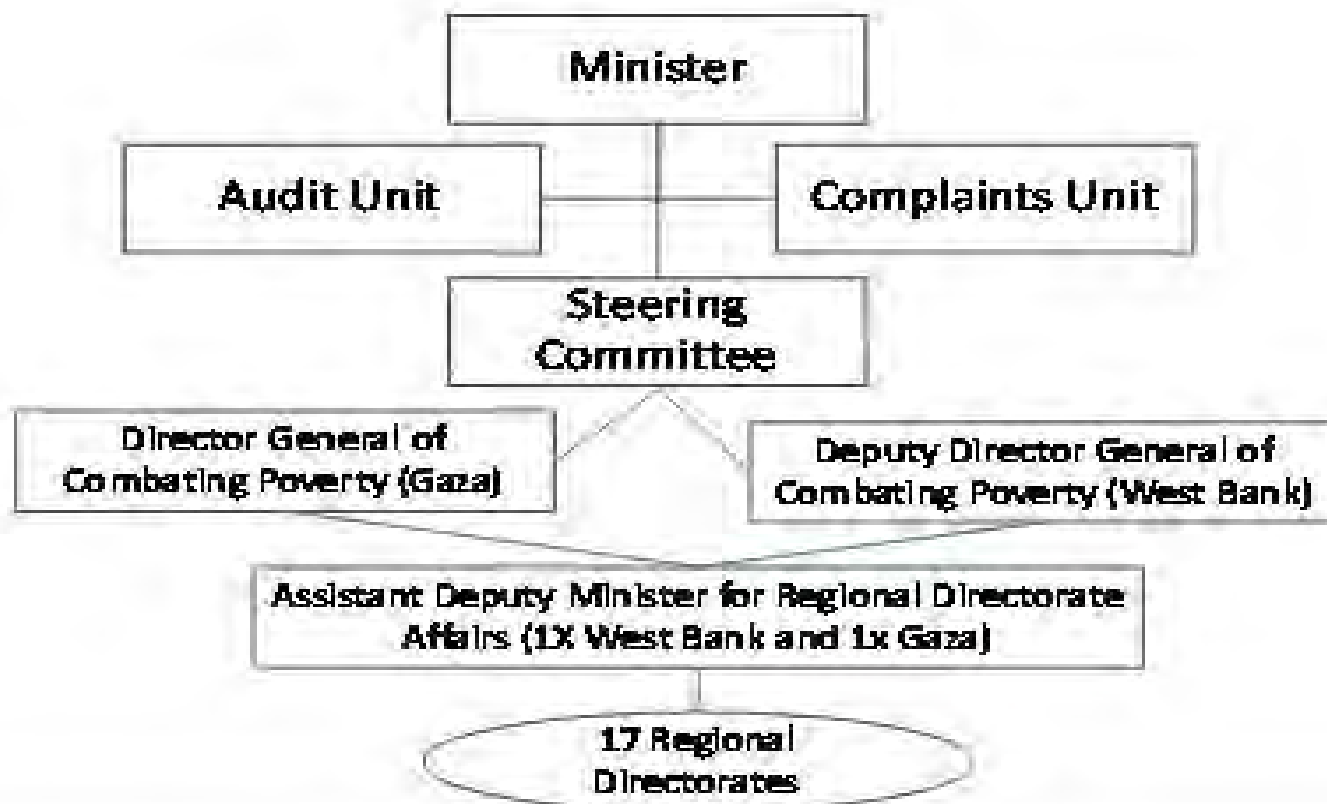 Minister
Audit Unit
Complaints Unit
Steering
Committee
Director General of
Combating Poverty (Gaza)
Deputy Director General of
Combating Poverty (West Bank)
Assistant Deputy Minister for Regional Directorate
Affairs (1X West Bank and 1x Gaza)
17 Regional
Directorates